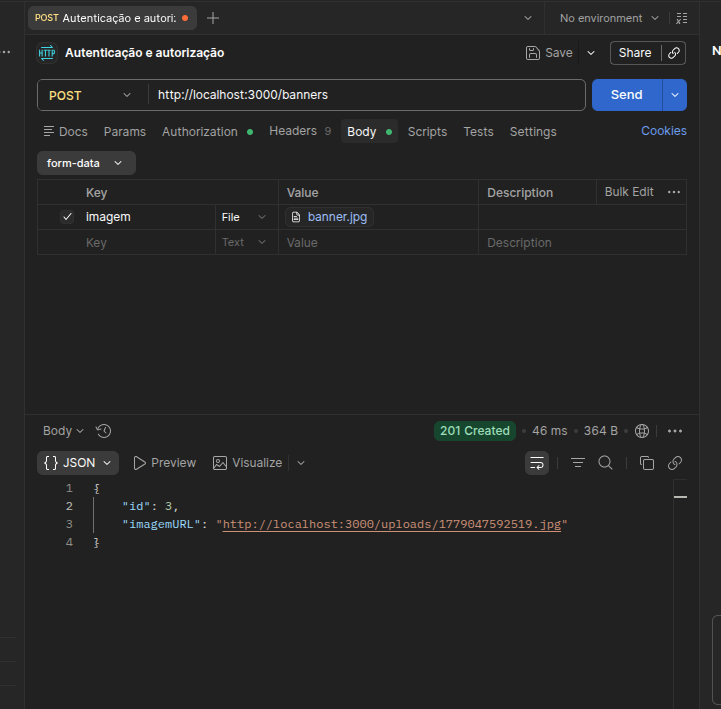 POST Autenticação e autori:
No environment
HTTP Autenticação e autorização
Save
Share
N
POST
http://localhost:3000/banners
Send
Docs Params Authorization Headers 9 Body Scripts Tests Settings Cookies
form-data
Key Value Description Bulk Edit
imagem File banner.jpg
Key Text Value Description
Body 201 Created 46 ms 364 B
{} JSON Preview Visualize
1 {
2 "id": 3,
3 "imagemURL": "http://localhost:3000/uploads/1779047592519.jpg"
4 }